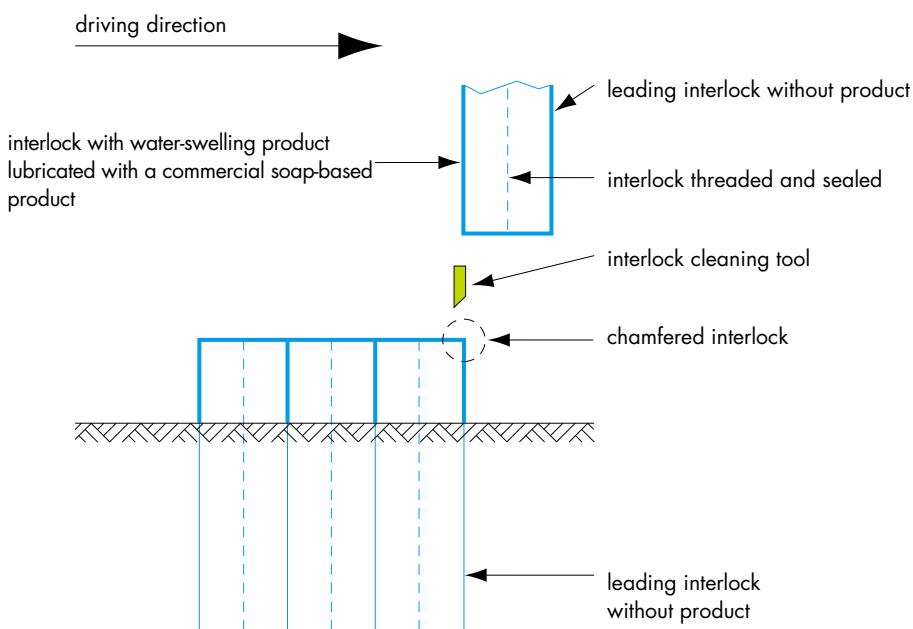 driving direction
leading interlock without product
interlock with water-swelling product
lubricated with a commercial soap-based
product
interlock threaded and sealed
interlock cleaning tool
chamfered interlock
leading interlock
without product